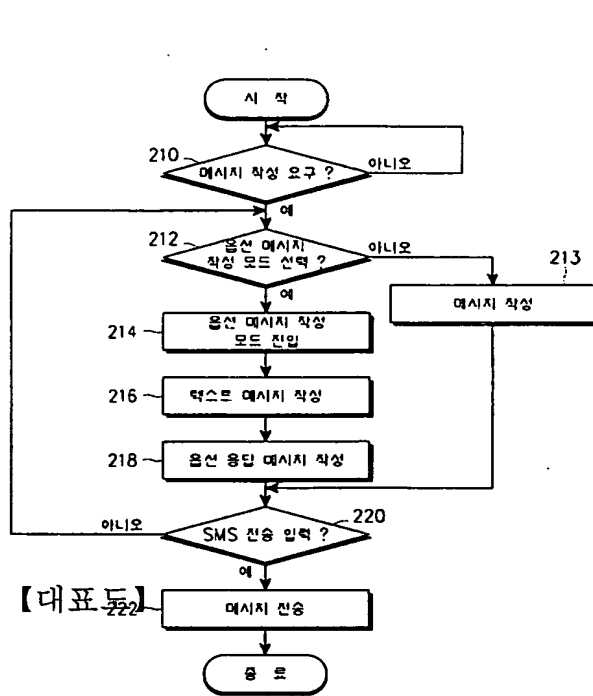 시 작
210
메시지 작성 요구 ?
아니오
예
212
옵션 메시지
작성 모드 선택 ?
아니오
213
메시지 작성
예
214
옵션 메시지 작성
모드 진입
216
텍스트 메시지 작성
218
옵션 응답 메시지 작성
220
SMS 전송 입력 ?
아니오
예
【대표도】
222
메시지 전송
종 료